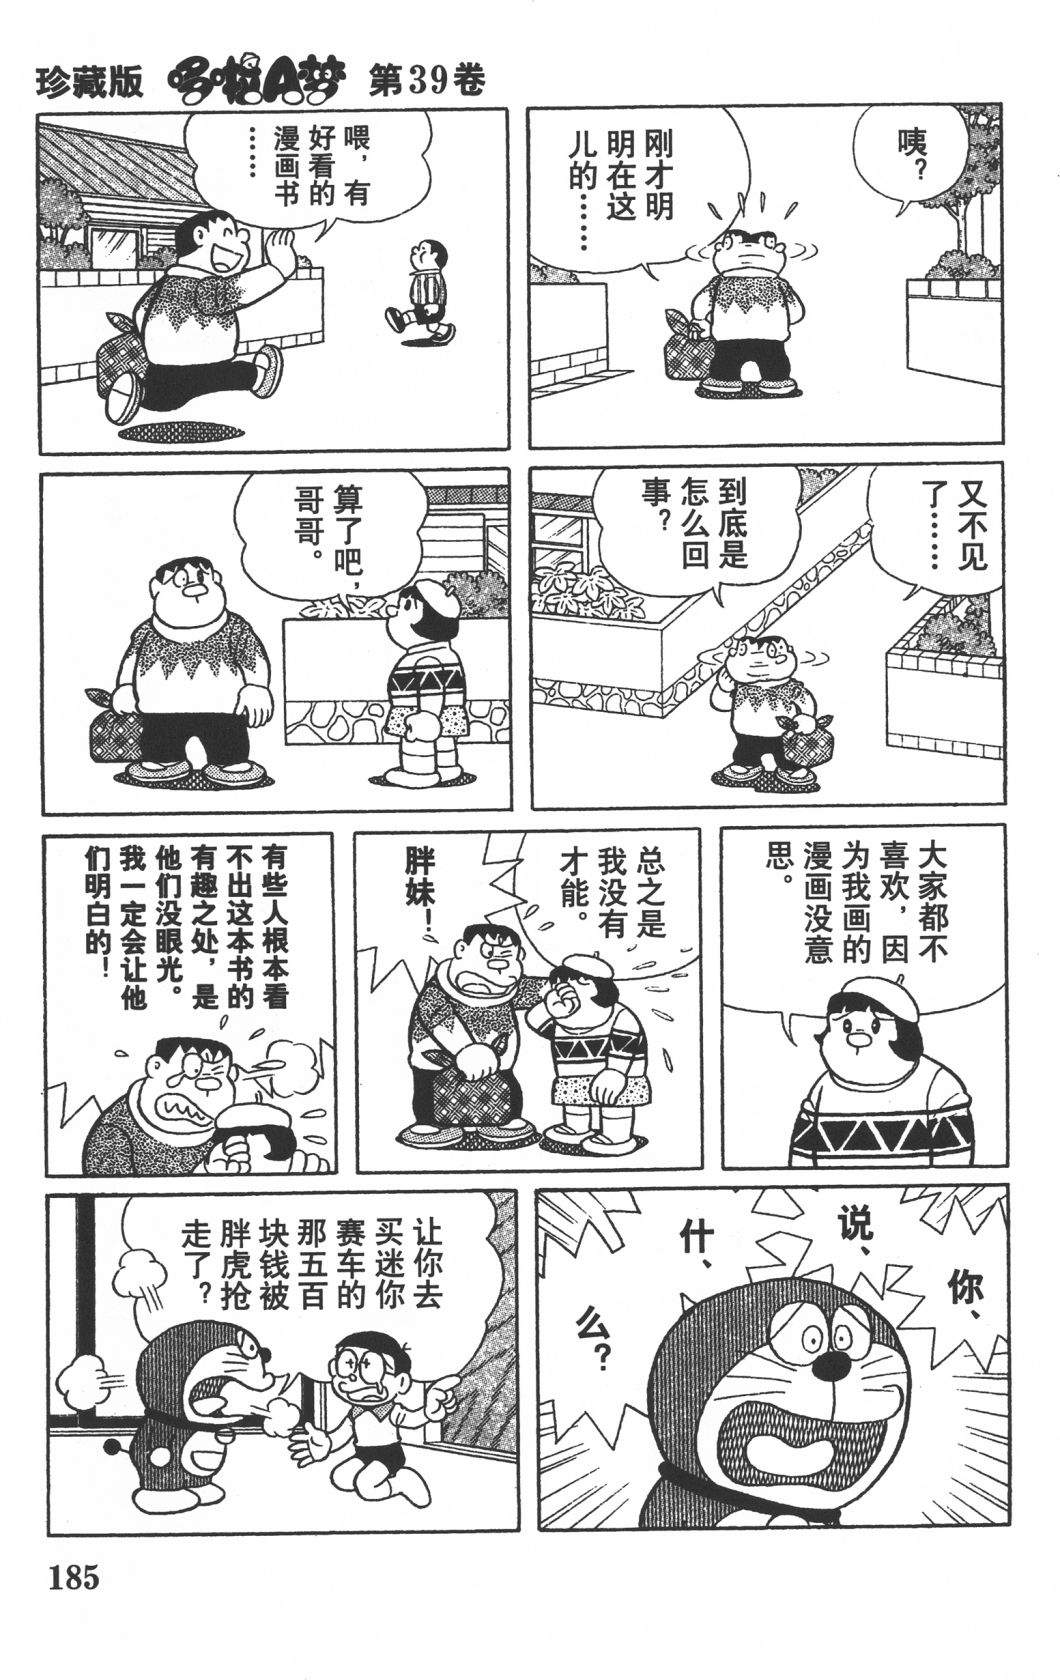 珍藏版 哆啦A梦 第39卷
咦？
刚才明
明在这
儿的……
喂，有
好看的
漫画书
……
又不见
了……
到底是
怎么回
事？
算了吧，
哥哥。
大家都不
喜欢，因
为我画的
漫画没意
思。
总之是
我没有
才能。
胖妹！
有些人根本看
不出这本书的
有趣之处，是
他们没眼光。
我一定会让他
们明白的！
你、
说、
什、
么？
让你去
买迷你
赛车的
那五百
块钱被
胖虎抢
走了？
185